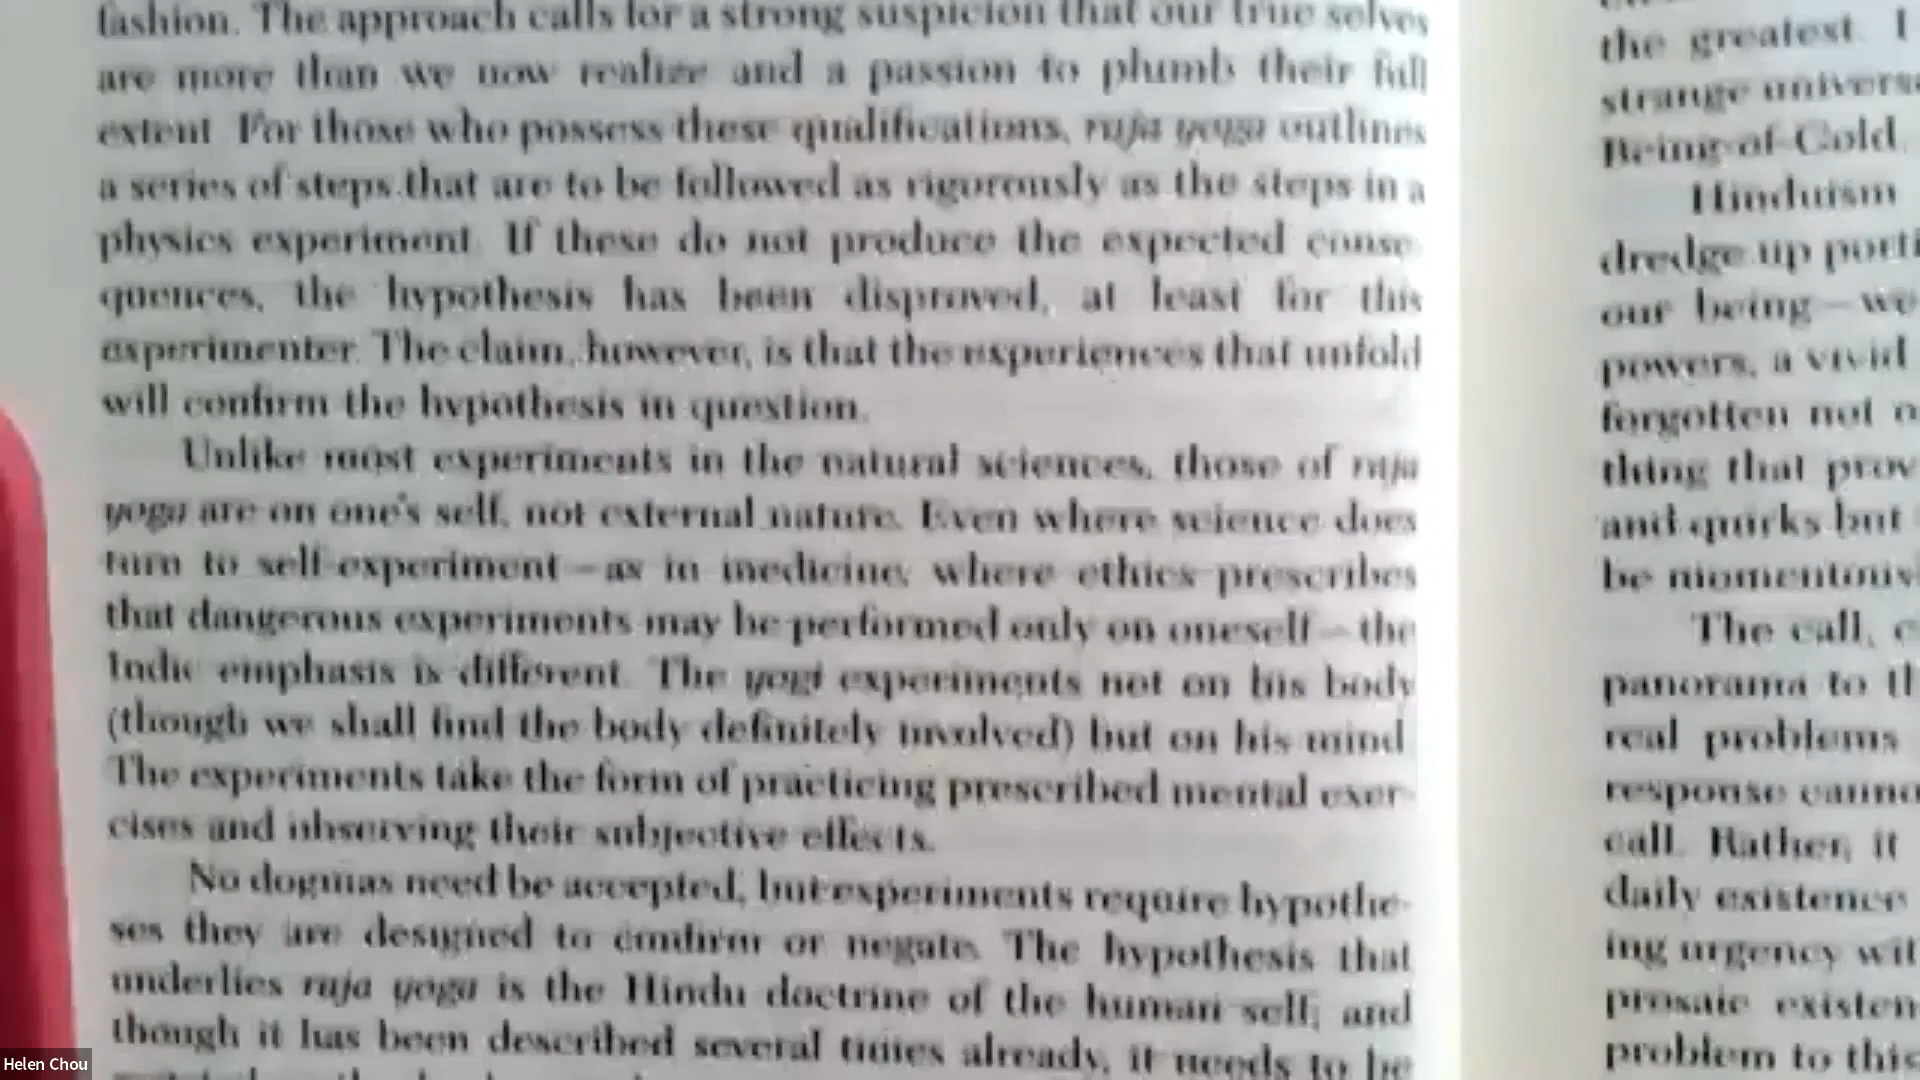 fashion. The approach calls for a strong suspicion that our true selves
are more than we now realize and a passion to plumb their full
extent. For those who possess these qualifications, raja yoga outlines
a series of steps that are to be followed as rigorously as the steps in a
physics experiment. If these do not produce the expected conse-
quences, the hypothesis has been disproved, at least for this
experimenter. The claim, however, is that the experiences that unfold
will confirm the hypothesis in question.
Unlike most experiments in the natural sciences, those of raja
yoga are on one's self, not external nature. Even where science does
turn to self-experiment—as in medicine, where ethics prescribes
that dangerous experiments may be performed only on oneself—the
Indic emphasis is different. The yogi experiments not on his body
(though we shall find the body definitely involved) but on his mind.
The experiments take the form of practicing prescribed mental exer-
cises and observing their subjective effects.
No dogmas need be accepted, but experiments require hypothe-
ses they are designed to confirm or negate. The hypothesis that
underlies raja yoga is the Hindu doctrine of the human self; and
though it has been described several times already, it needs to be
the greatest. I
strange univers
Being-of-Gold.
Hinduism
dredge up porti
our being—we
powers, a vivid
forgotten not o
thing that prov
and quirks but
be momentous
The call, c
panorama to th
real problems
response canno
call. Rather, it
daily existence
ing urgency wit
prosaic existen
problem to this
Helen Chou